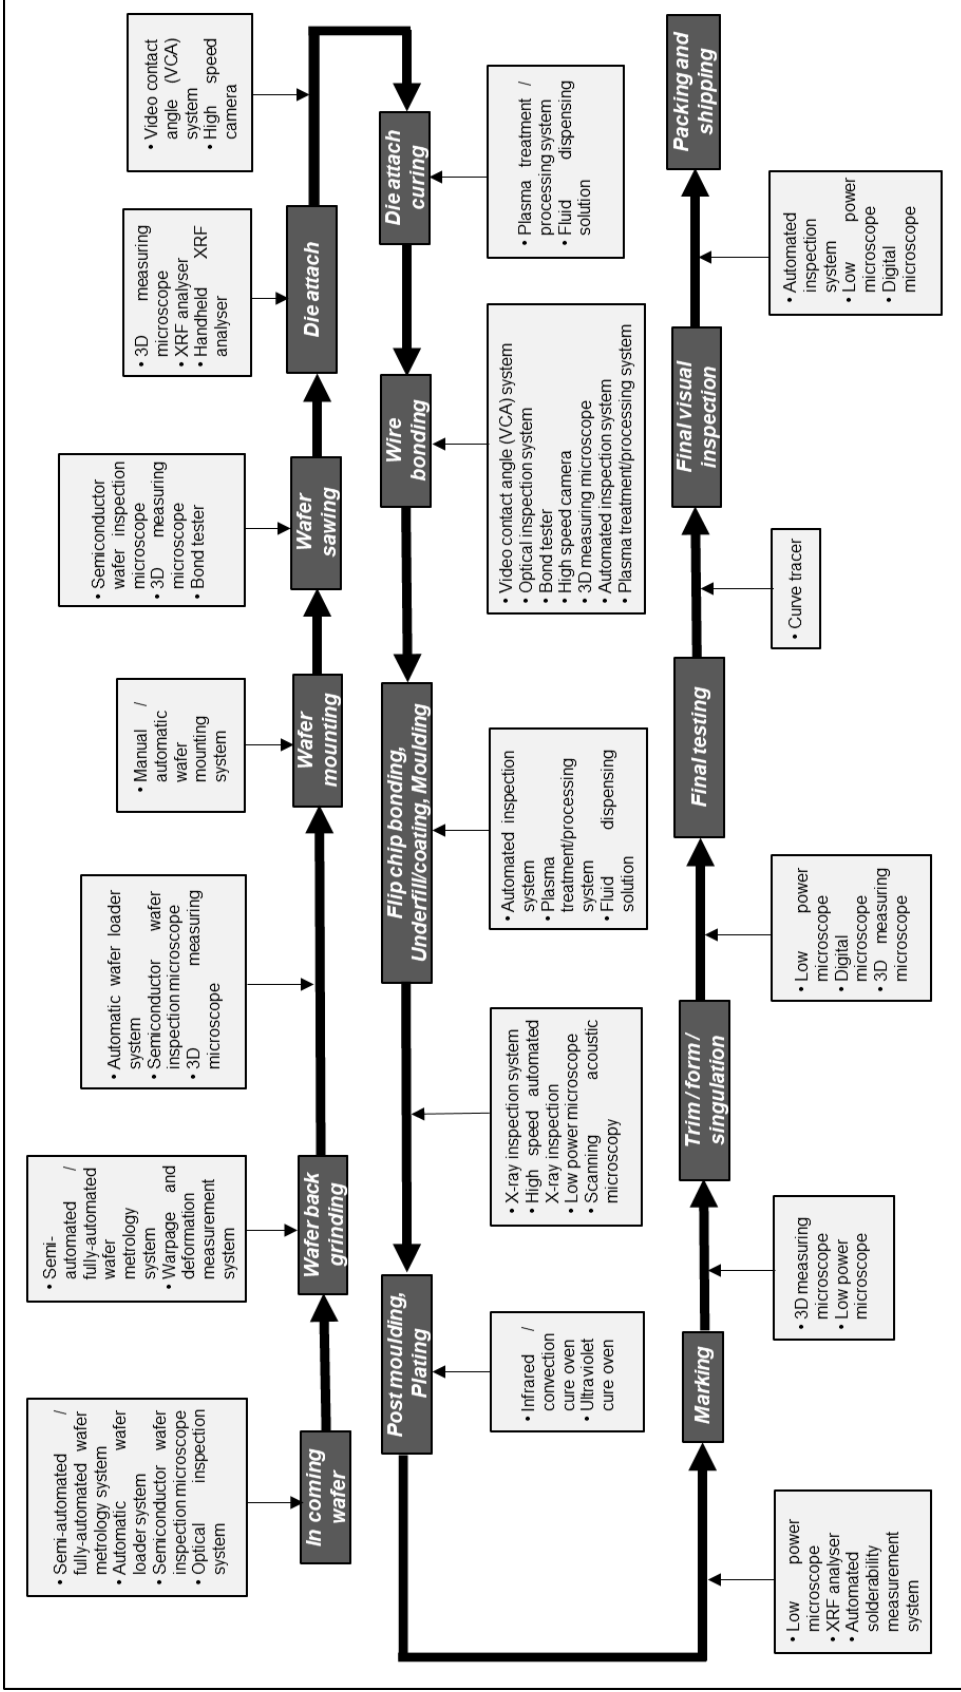 • Semi-automated /
fully-automated wafer
metrology system
• Automatic wafer
loader system
• Semiconductor wafer
inspection microscope
• Optical inspection
system
In coming
wafer
• Semi-
automated /
fully-automated
wafer
metrology
system
• Warpage and
deformation
measurement
system
Wafer back
grinding
• Automatic wafer loader
system
• Semiconductor wafer
inspection microscope
• 3D measuring
microscope
• Manual /
automatic
wafer
mounting
system
Wafer
mounting
• Semiconductor
wafer inspection
microscope
• 3D measuring
microscope
• Bond tester
Wafer
sawing
• 3D measuring
microscope
• XRF analyser
• Handheld XRF
analyser
Die attach
• Video contact
angle (VCA)
system
• High speed
camera
Die attach
curing
• Plasma treatment /
processing system
• Fluid dispensing
solution
Wire
bonding
• Video contact angle (VCA) system
• Optical inspection system
• Bond tester
• High speed camera
• 3D measuring microscope
• Automated inspection system
• Plasma treatment/processing system
Flip chip bonding,
Underfill/coating, Moulding
• Automated inspection
system
• Plasma
treatment/processing
system
• Fluid dispensing
solution
• X-ray inspection system
• High speed automated
X-ray inspection
• Low power microscope
• Scanning acoustic
microscopy
Post moulding,
Plating
• Infrared /
convection
cure oven
• Ultraviolet
cure oven
• Low power
microscope
• XRF analyser
• Automated
solderability
measurement
system
Marking
• 3D measuring
microscope
• Low power
microscope
Trim / form /
singulation
• Low power
microscope
• Digital
microscope
• 3D measuring
microscope
Final testing
• Curve tracer
Final visual
inspection
• Automated
inspection
system
• Low power
microscope
• Digital
microscope
Packing and
shipping